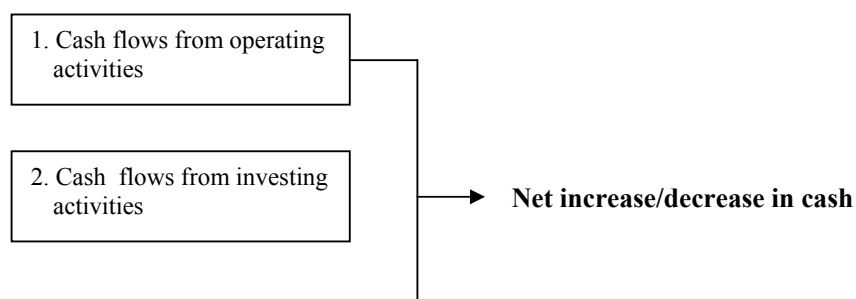 1. Cash flows from operating
activities
2. Cash flows from investing
activities
Net increase/decrease in cash